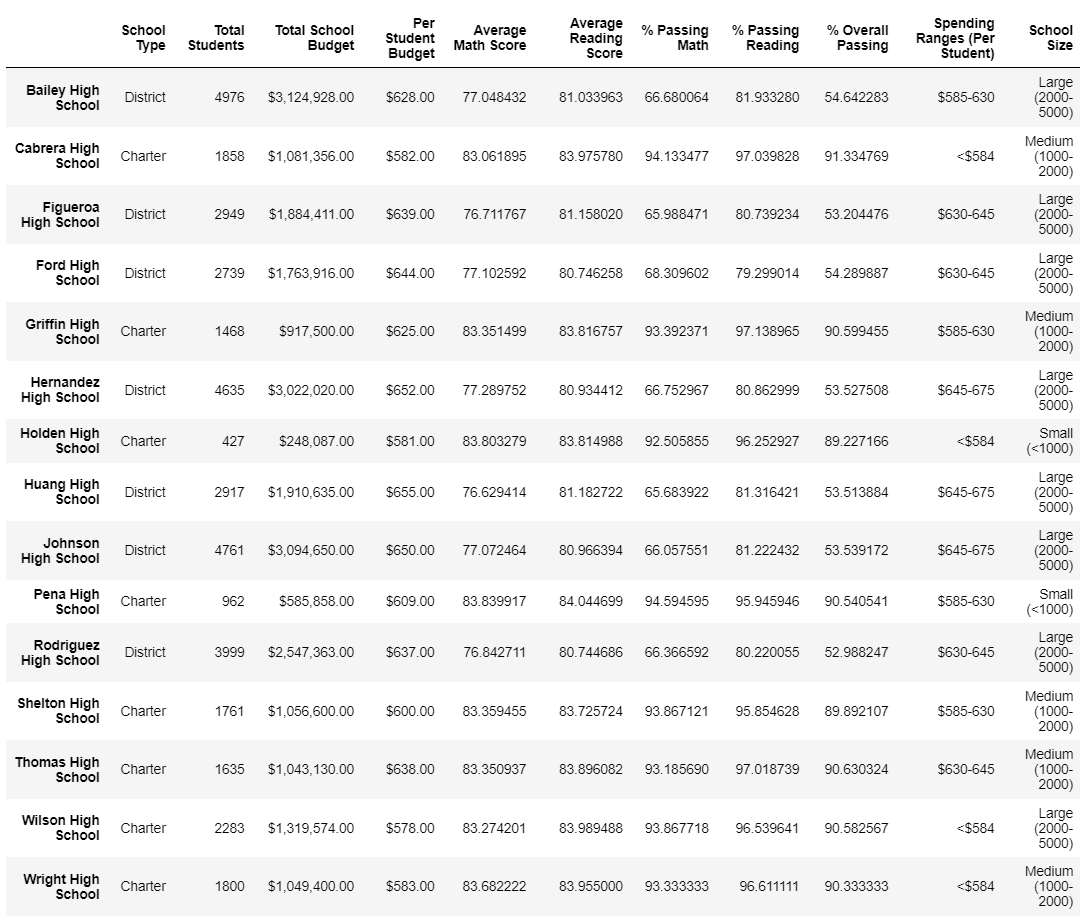 School Type Total Students Total School Budget Per Student Budget Average Math Score Average Reading Score % Passing Math % Passing Reading % Overall Passing Spending Ranges (Per Student) School Size
Bailey High School District 4976 $3,124,928.00 $628.00 77.048432 81.033963 66.680064 81.933280 54.642283 $585-630 Large (2000-5000)
Cabrera High School Charter 1858 $1,081,356.00 $582.00 83.061895 83.975780 94.133477 97.039828 91.334769 <$584 Medium (1000-2000)
Figueroa High School District 2949 $1,884,411.00 $639.00 76.711767 81.158020 65.988471 80.739234 53.204476 $630-645 Large (2000-5000)
Ford High School District 2739 $1,763,916.00 $644.00 77.102592 80.746258 68.309602 79.299014 54.289887 $630-645 Large (2000-5000)
Griffin High School Charter 1468 $917,500.00 $625.00 83.351499 83.816757 93.392371 97.138965 90.599455 $585-630 Medium (1000-2000)
Hernandez High School District 4635 $3,022,020.00 $652.00 77.289752 80.934412 66.752967 80.862999 53.527508 $645-675 Large (2000-5000)
Holden High School Charter 427 $248,087.00 $581.00 83.803279 83.814988 92.505855 96.252927 89.227166 <$584 Small (<1000)
Huang High School District 2917 $1,910,635.00 $655.00 76.629414 81.182722 65.683922 81.316421 53.513884 $645-675 Large (2000-5000)
Johnson High School District 4761 $3,094,650.00 $650.00 77.072464 80.966394 66.057551 81.222432 53.539172 $645-675 Large (2000-5000)
Pena High School Charter 962 $585,858.00 $609.00 83.839917 84.044699 94.594595 95.945946 90.540541 $585-630 Small (<1000)
Rodriguez High School District 3999 $2,547,363.00 $637.00 76.842711 80.744686 66.366592 80.220055 52.988247 $630-645 Large (2000-5000)
Shelton High School Charter 1761 $1,056,600.00 $600.00 83.359455 83.725724 93.867121 95.854628 89.892107 $585-630 Medium (1000-2000)
Thomas High School Charter 1635 $1,043,130.00 $638.00 83.350937 83.896082 93.185690 97.018739 90.630324 $630-645 Medium (1000-2000)
Wilson High School Charter 2283 $1,319,574.00 $578.00 83.274201 83.989488 93.867718 96.539641 90.582567 <$584 Large (2000-5000)
Wright High School Charter 1800 $1,049,400.00 $583.00 83.682222 83.955000 93.333333 96.611111 90.333333 <$584 Medium (1000-2000)